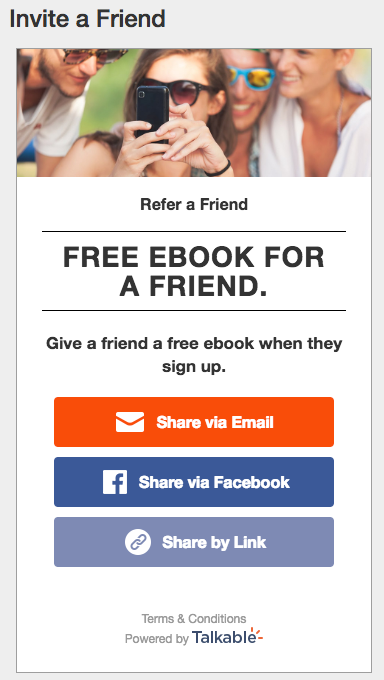 Invite a Friend
Refer a Friend
FREE EBOOK FOR
A FRIEND.
Give a friend a free ebook when they
sign up.
Share via Email
Share via Facebook
Share by Link
Terms & Conditions
Powered by Talkable